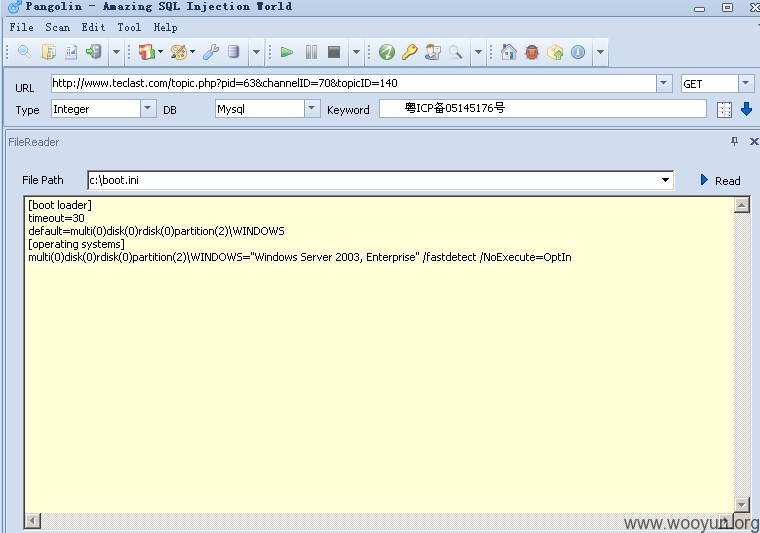 Pangolin - Amazing SQL Injection World
File Scan Edit Tool Help
URL http://www.teclast.com/topic.php?pid=63&channelID=70&topicID=140 GET
Type Integer DB Mysql Keyword 粤ICP备05145176号
FileReader
File Path c:\boot.ini Read
[boot loader]
timeout=30
default=multi(0)disk(0)rdisk(0)partition(2)\WINDOWS
[operating systems]
multi(0)disk(0)rdisk(0)partition(2)\WINDOWS="Windows Server 2003, Enterprise" /fastdetect /NoExecute=OptIn
www.wooyun.org